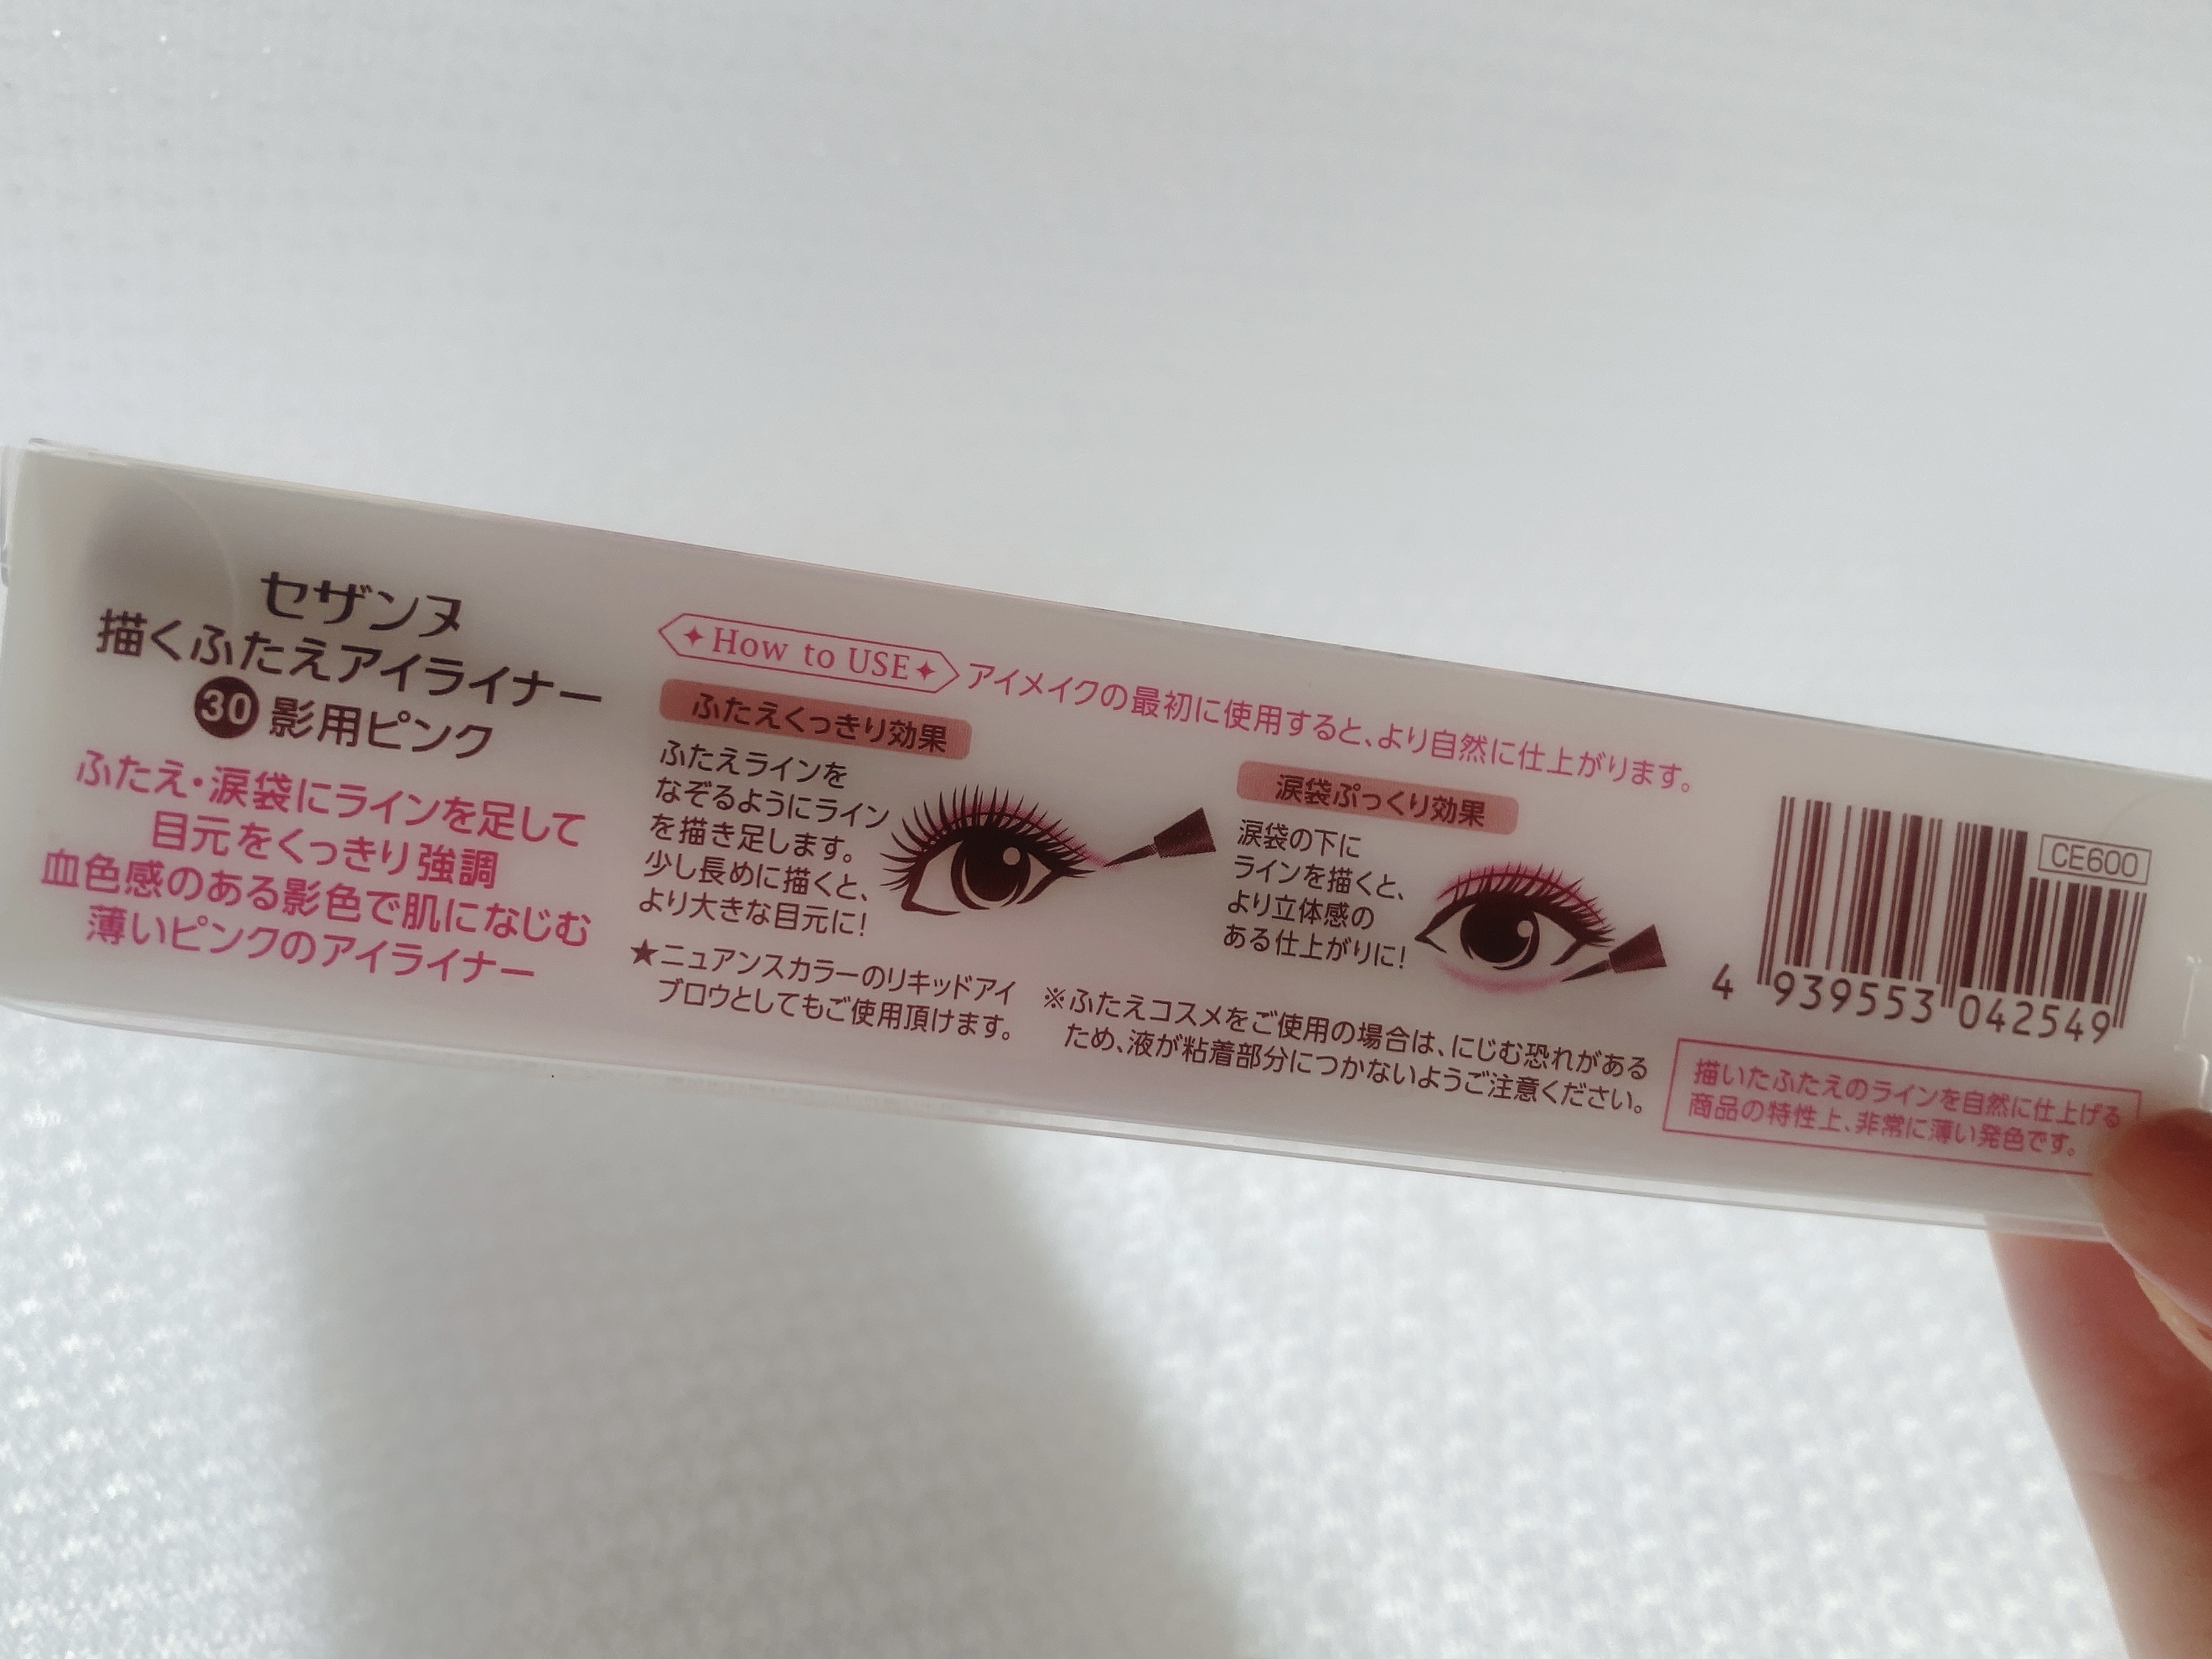 セザンヌ
描くふたえアイライナー
30 影用ピンク
ふたえ・涙袋にラインを足して
目元をくっきり強調
血色感のある影色で肌になじむ
薄いピンクのアイライナー
How to USE アイメイクの最初に使用すると、より自然に仕上がります。
ふたえくっきり効果
ふたえラインを
なぞるようにライン
を描き足します。
少し長めに描くと、
より大きな目元に!
★ニュアンスカラーのリキッドアイ
ブロウとしてもご使用頂けます。
涙袋ぷっくり効果
涙袋の下に
ラインを描くと、
より立体感の
ある仕上がりに!
※ふたえコスメをご使用の場合は、にじむ恐れがある
ため、液が粘着部分につかないようご注意ください。
CE600
4 939553 042549
描いたふたえのラインを自然に仕上げる
商品の特性上、非常に薄い発色です。